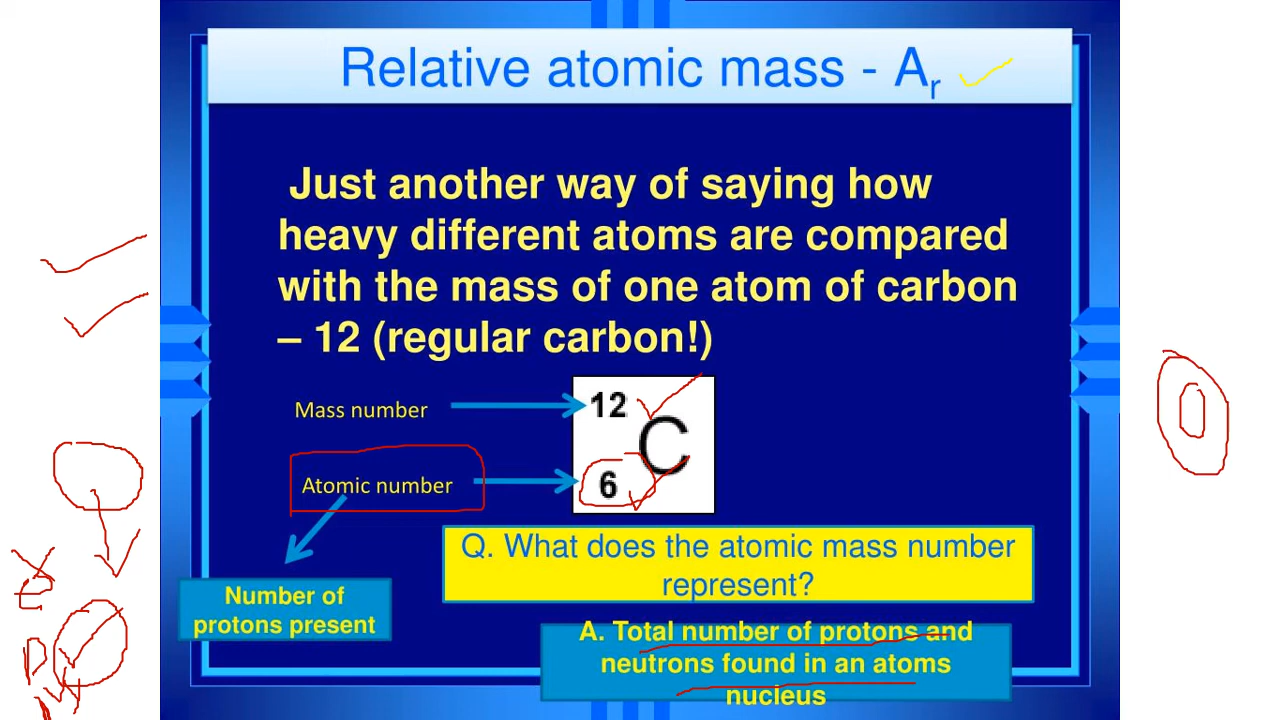 Relative atomic mass - Ar
Just another way of saying how
heavy different atoms are compared
with the mass of one atom of carbon
– 12 (regular carbon!)
Mass number
12
C
Atomic number
6
Q. What does the atomic mass number
represent?
Number of
protons present
A. Total number of protons and
neutrons found in an atoms
nucleus